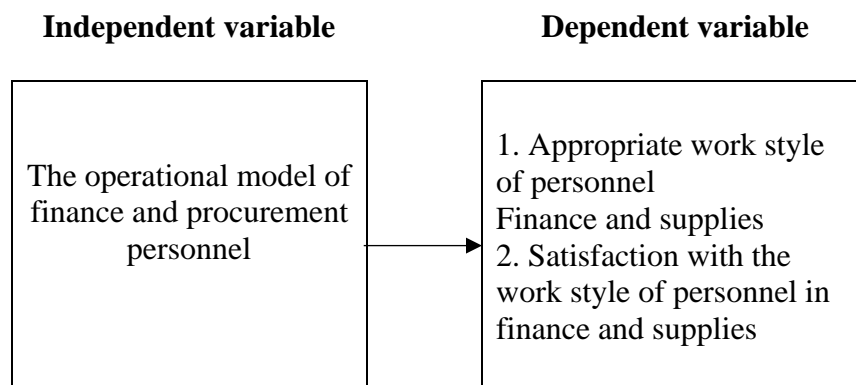 Independent variable
Dependent variable
The operational model of
finance and procurement
personnel
1. Appropriate work style
of personnel
Finance and supplies
2. Satisfaction with the
work style of personnel in
finance and supplies